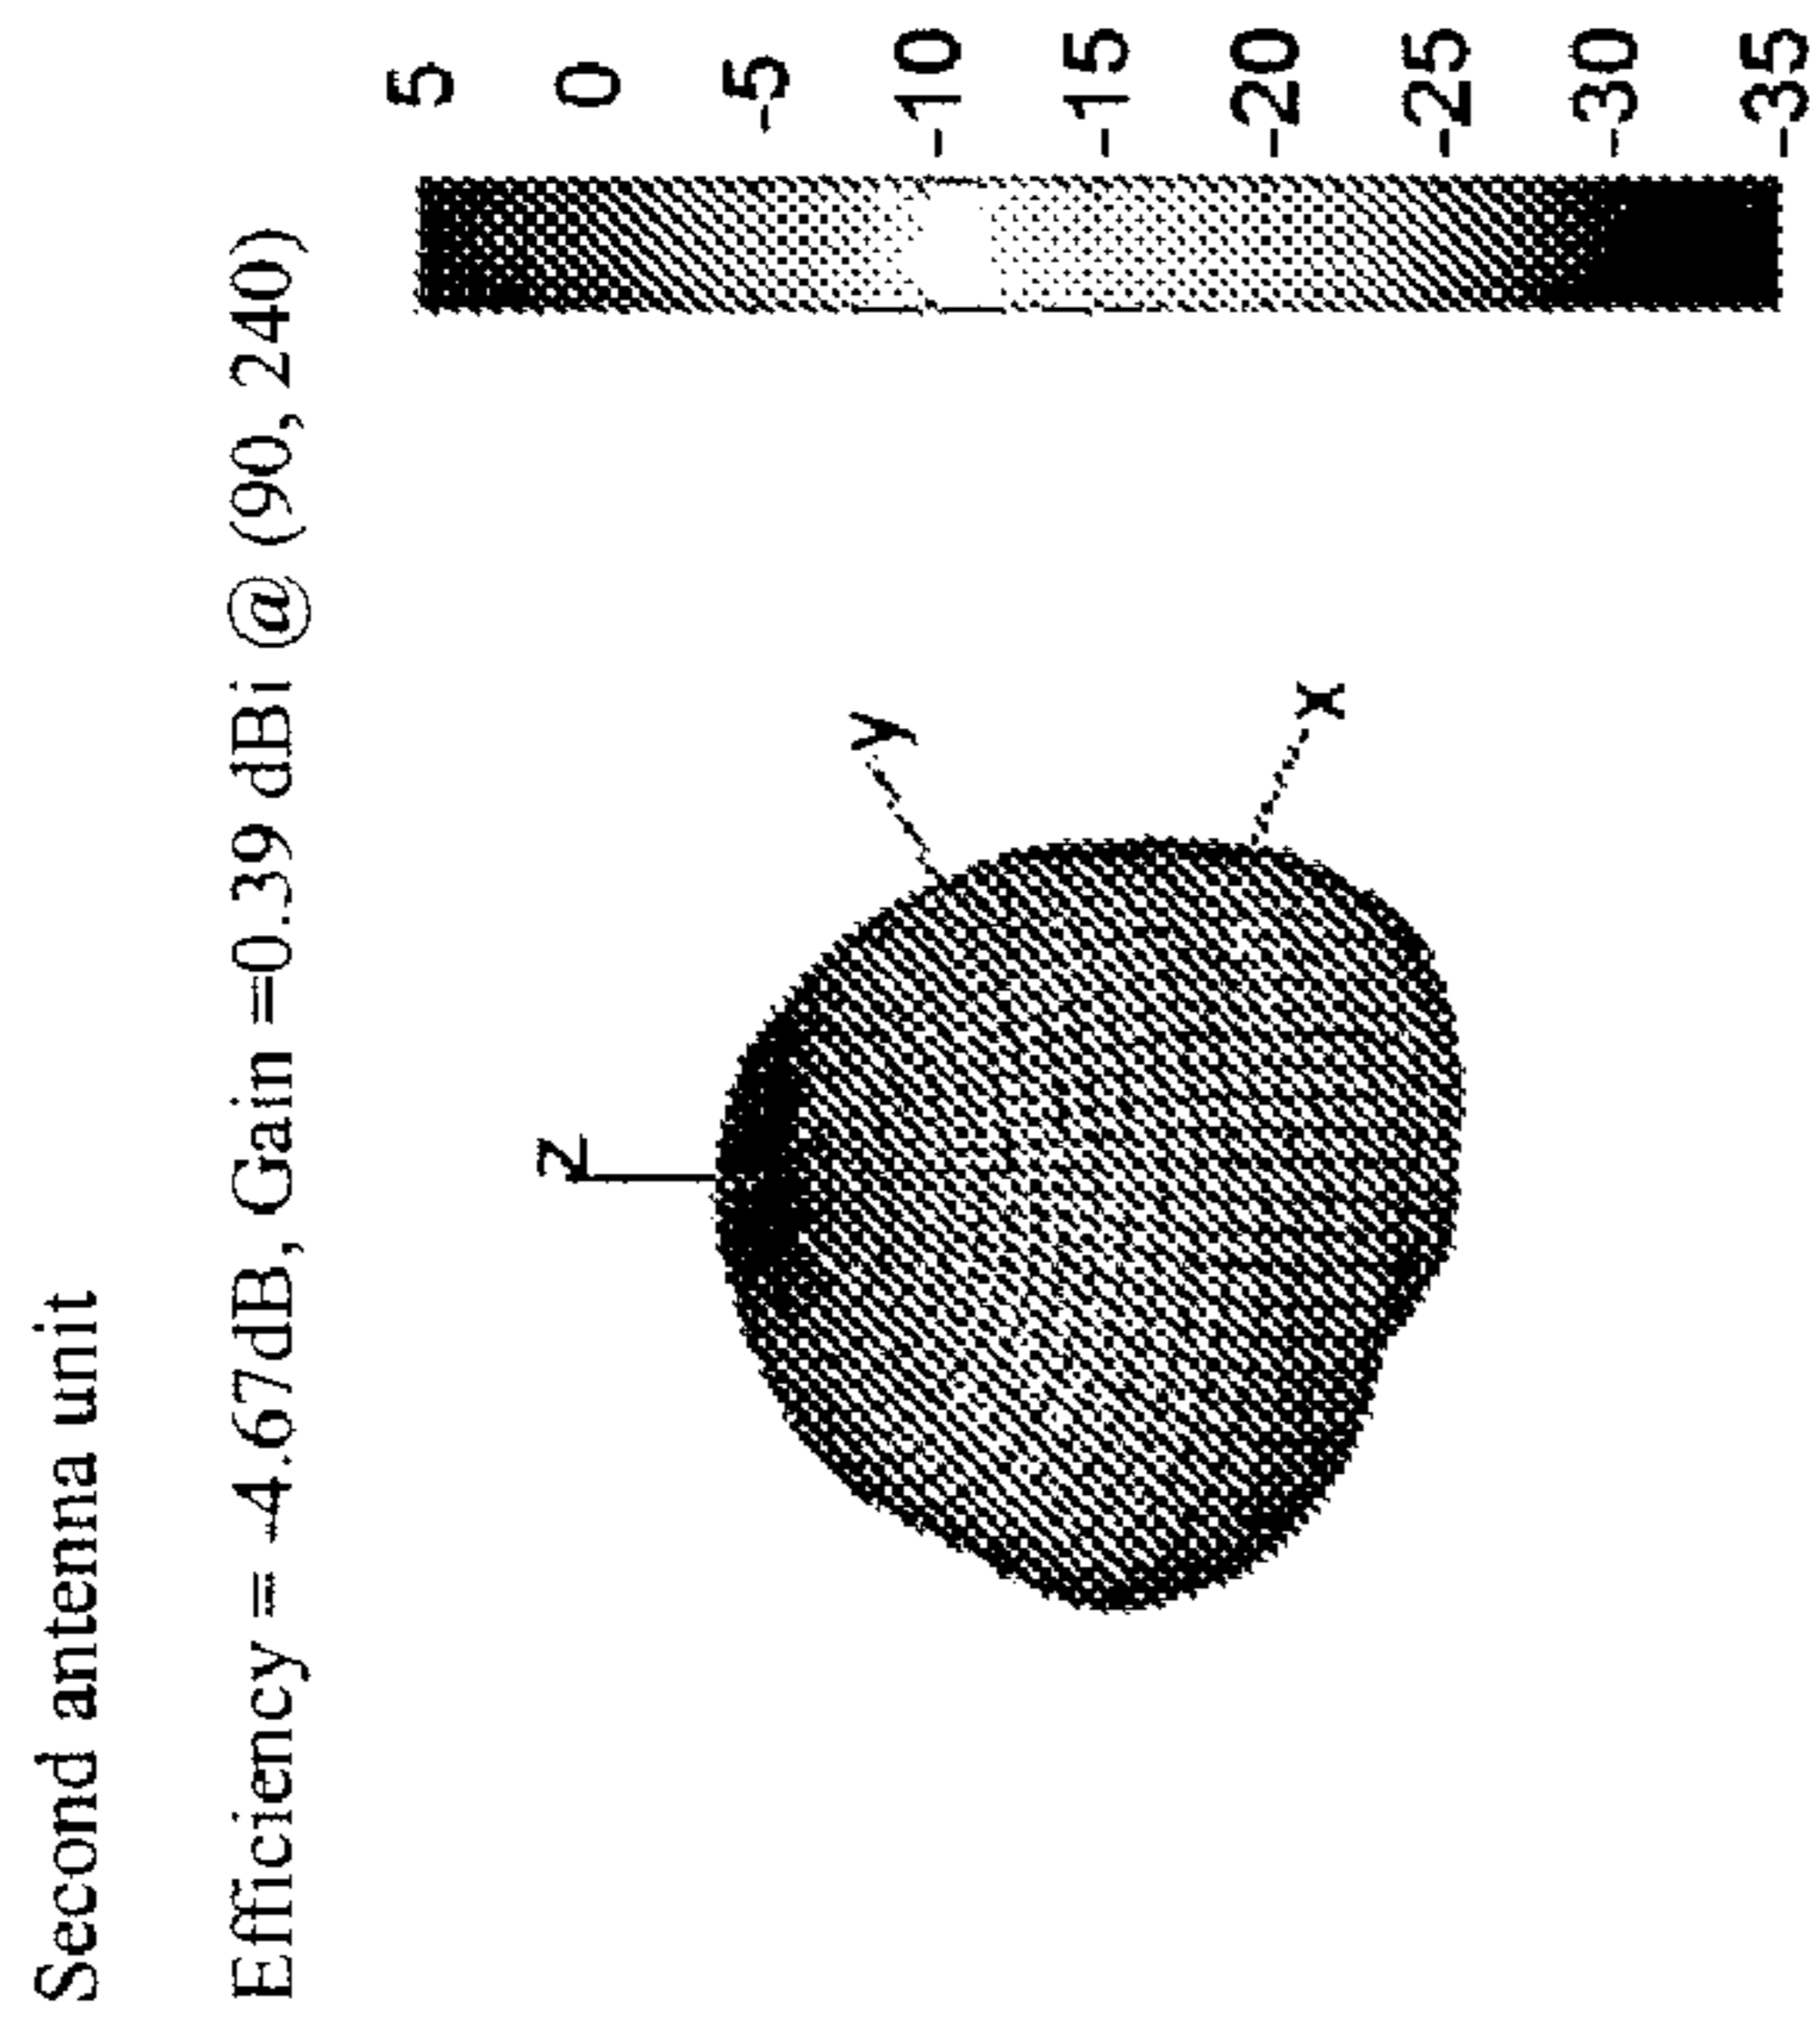 Second antenna unit
Efficiency = -4.67dB, Gain =0.39 dBi @ (90, 240)
5
0
-5
-10
-15
-20
-25
-30
-35
z
y
x